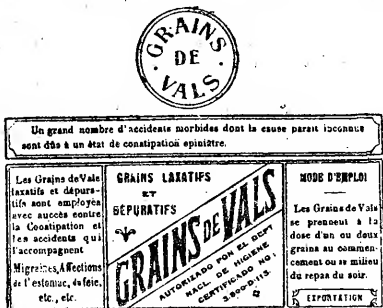 GRAINS
DE
VALS
Un grand nombre d'accidents morbides dont la cause parait inconnue
sont dûs à un état de constipation opiniâtre.
Les Grains de Vals
laxatifs et dépura-
tifs sont employés
avec succès contre
la Constipation et
les accidents qui
l'accompagnent
Migraines, Affections
de l'estomac, du foie,
etc., etc.
GRAINS LAXATIFS
ET
DÉPURATIFS
GRAINS DE VALS
AUTORIZADO POR EL DEPT
NACL. DE HIGIENE
CERTIFICADO NO:
3800-D-113.
MODE D'EMPLOI
Les Grains de Vals
se prennent à la
dose d'un ou deux
grains au commen-
cement ou au milieu
du repas du soir.
EXPORTATION